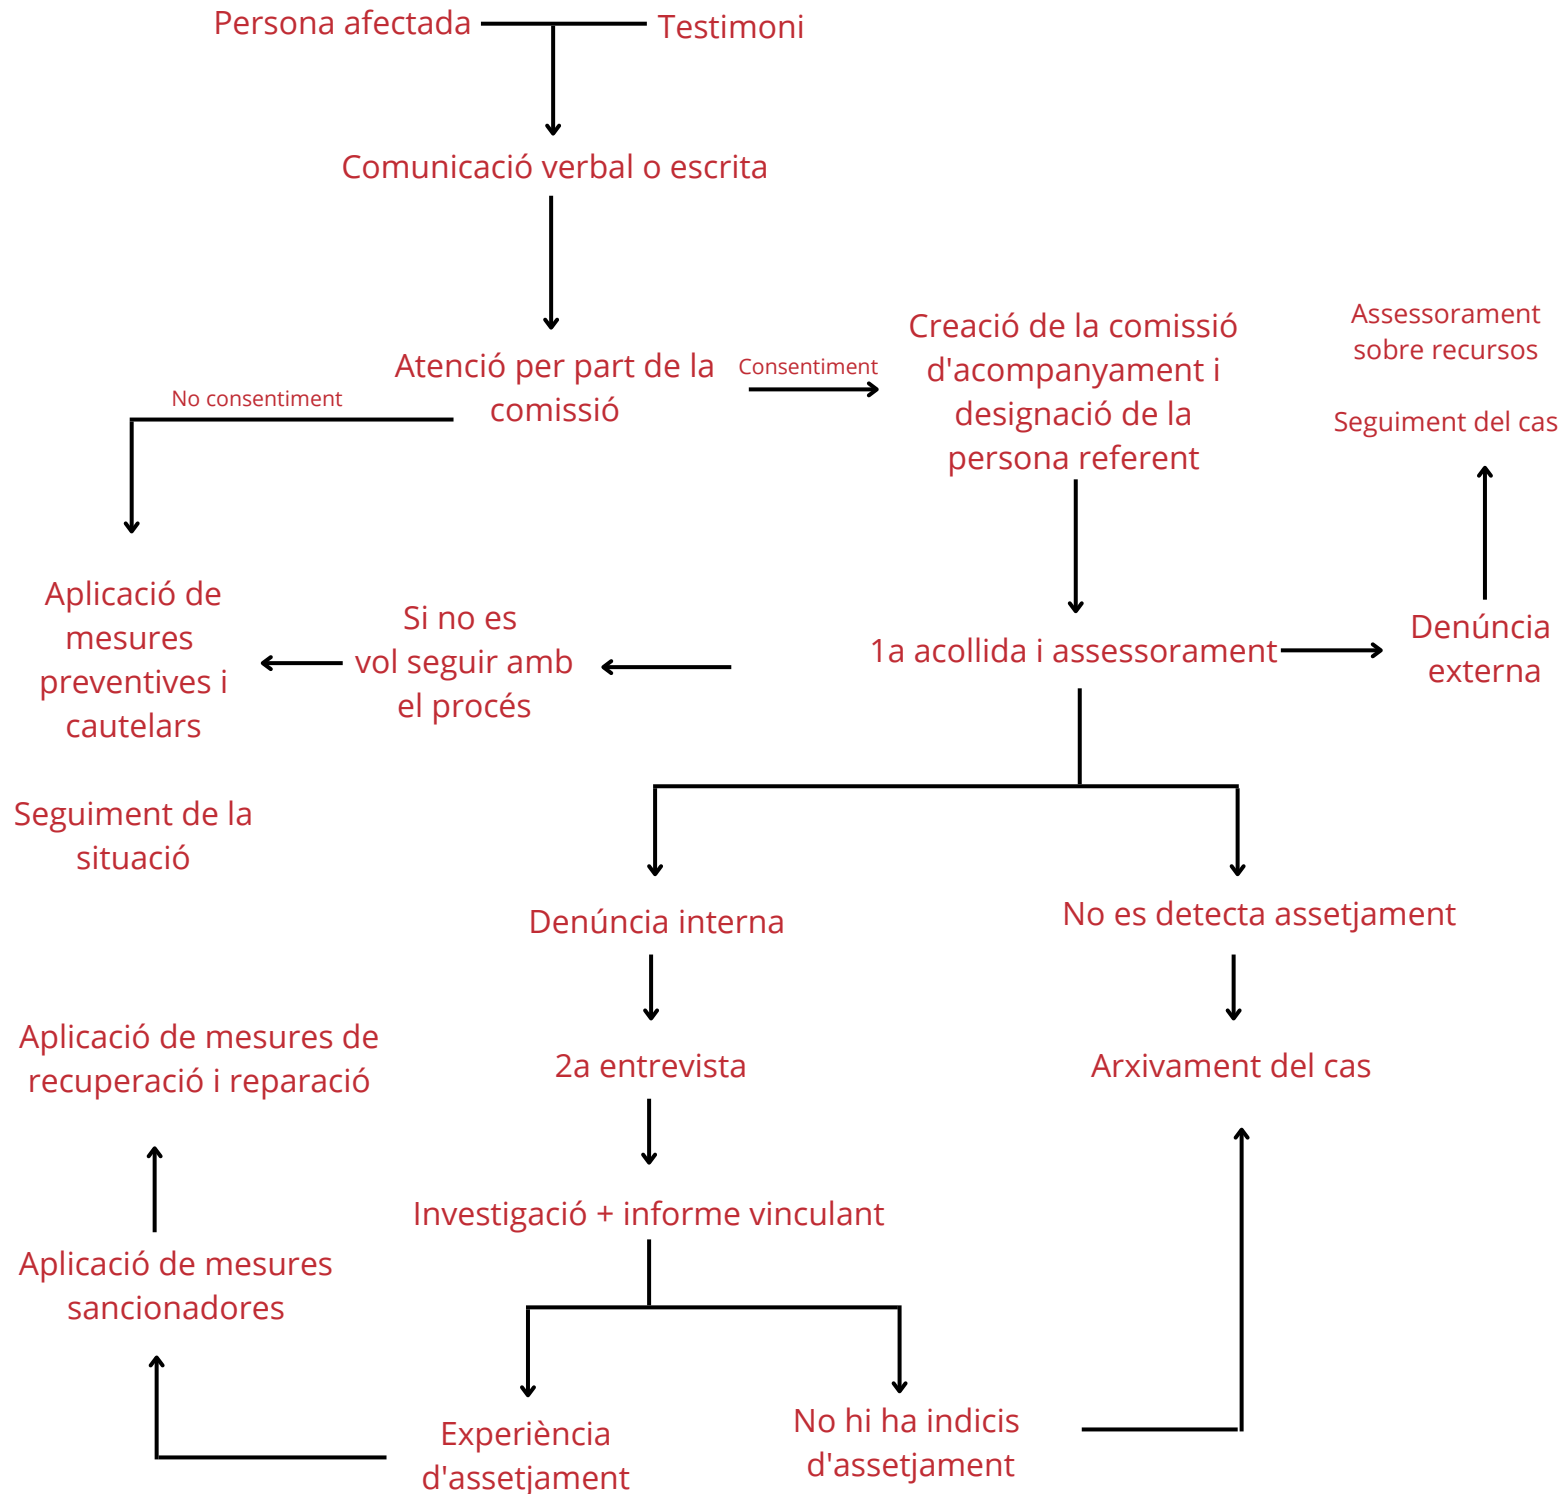 Persona afectada
Testimoni
Comunicació verbal o escrita
Atenció per part de la
comissió
Consentiment
No consentiment
Creació de la comissió
d'acompanyament i
designació de la
persona referent
Assessorament
sobre recursos
Seguiment del cas
Aplicació de
mesures
preventives i
cautelars
Si no es
vol seguir amb
el procés
1a acollida i assessorament
Denúncia
externa
Seguiment de la
situació
Denúncia interna
No es detecta assetjament
Aplicació de mesures de
recuperació i reparació
2a entrevista
Arxivament del cas
Investigació + informe vinculant
Aplicació de mesures
sancionadores
Experiència
d'assetjament
No hi ha indicis
d'assetjament